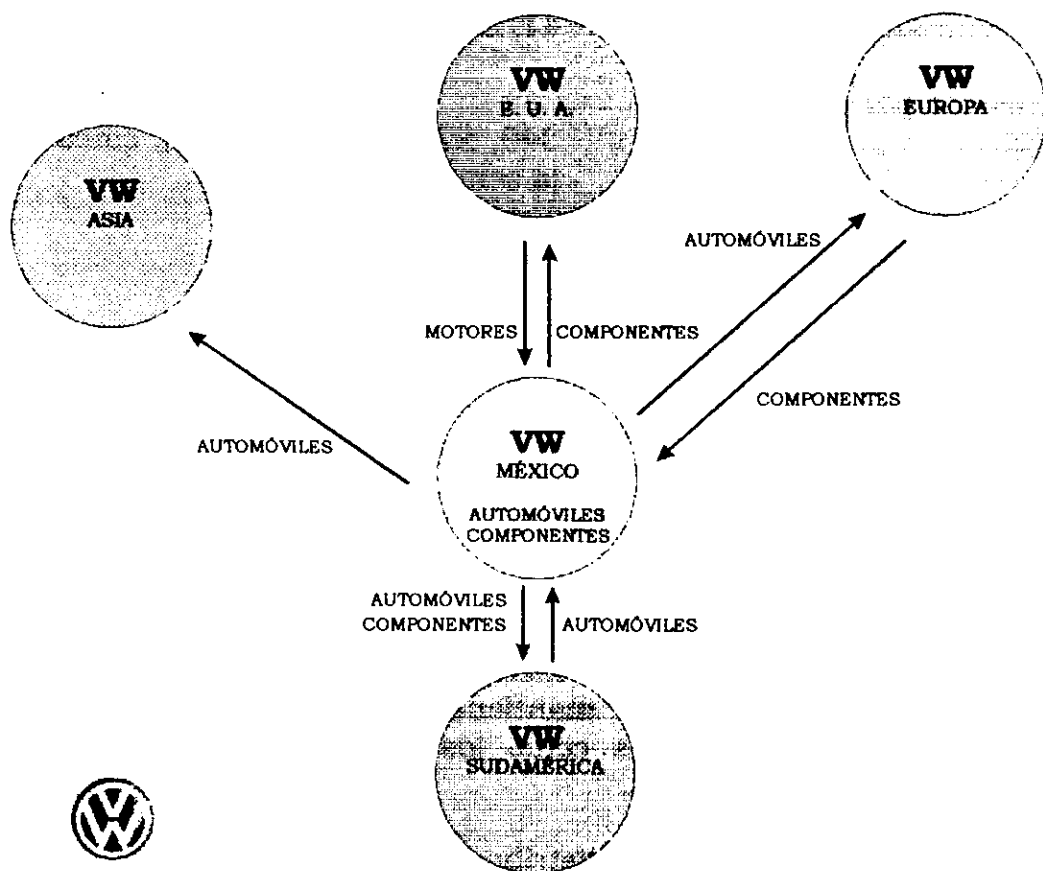 VW
E. U. A.
VW
EUROPA
VW
ASIA
AUTOMÓVILES
MOTORES
COMPONENTES
COMPONENTES
AUTOMÓVILES
VW
MÉXICO
AUTOMÓVILES
COMPONENTES
AUTOMÓVILES
COMPONENTES
AUTOMÓVILES
VW
SUDAMÉRICA
VW